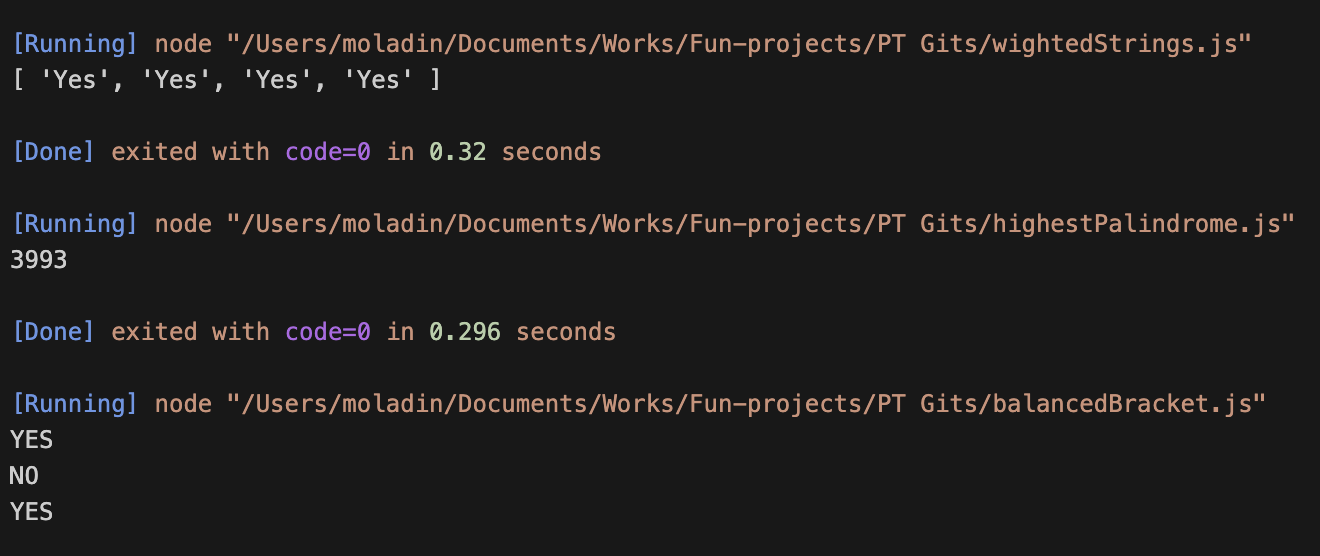 [Running] node "/Users/moladin/Documents/Works/Fun-projects/PT Gits/wightedStrings.js"
[ 'Yes', 'Yes', 'Yes', 'Yes' ]
[Done] exited with code=0 in 0.32 seconds
[Running] node "/Users/moladin/Documents/Works/Fun-projects/PT Gits/highestPalindrome.js"
3993
[Done] exited with code=0 in 0.296 seconds
[Running] node "/Users/moladin/Documents/Works/Fun-projects/PT Gits/balancedBracket.js"
YES
NO
YES